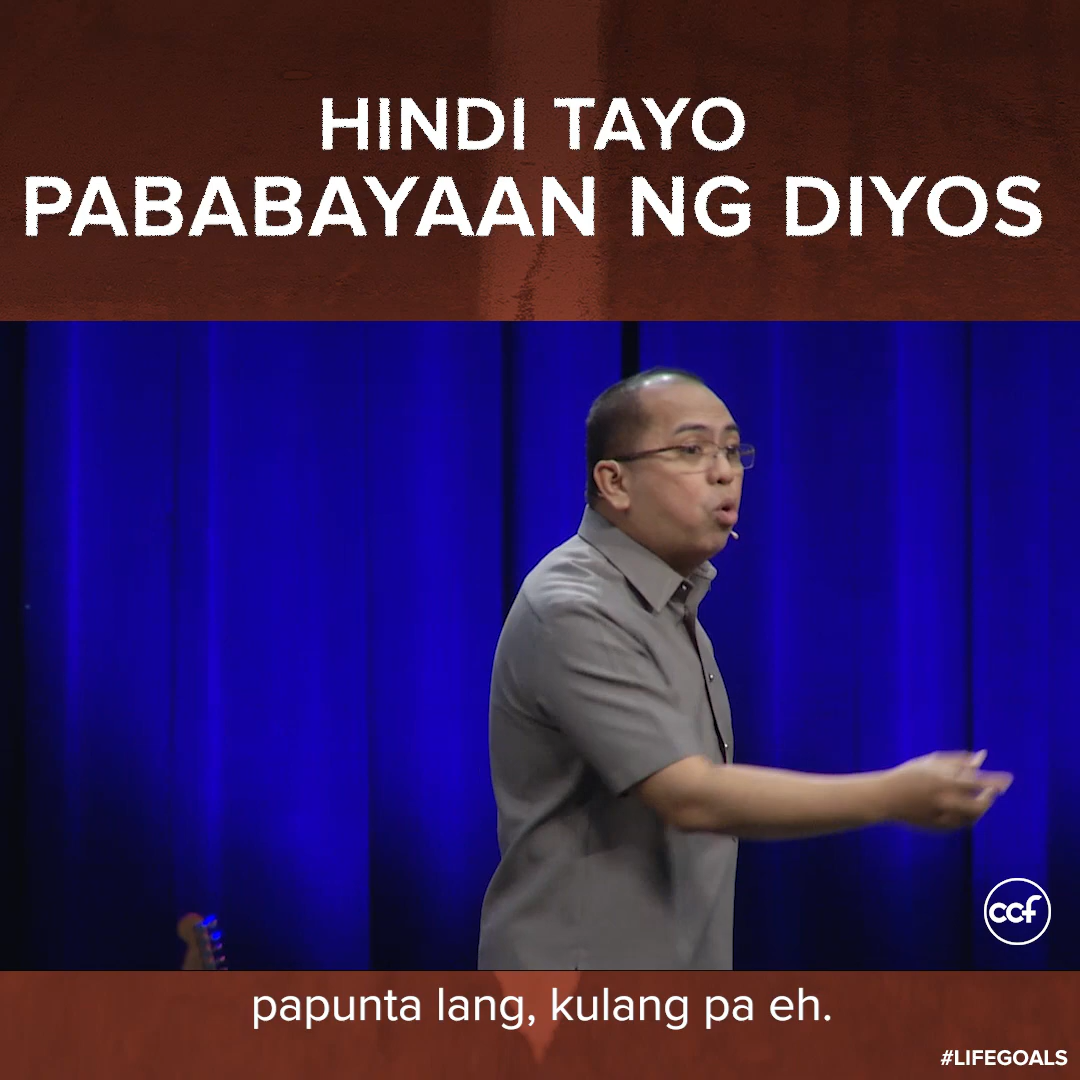 HINDI TAYO
PABABAYAAN NG DIYOS
ccf
papunta lang, kulang pa eh.
#LIFEGOALS